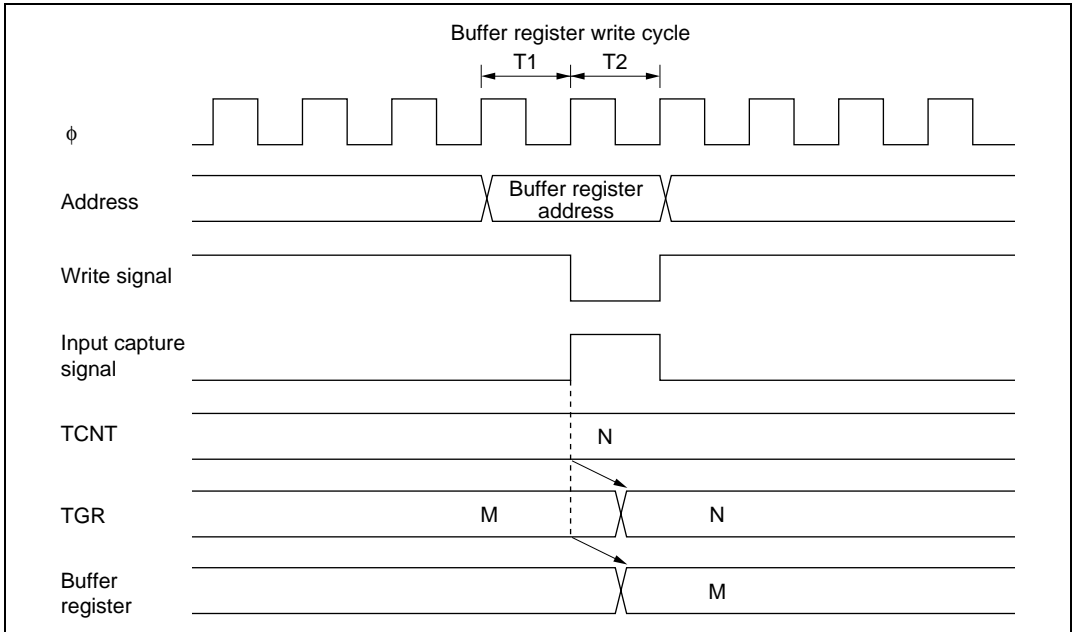 Buffer register write cycle
T1 T2
ϕ
Address
Buffer register
address
Write signal
Input capture
signal
TCNT
N
TGR
M N
Buffer
register
M